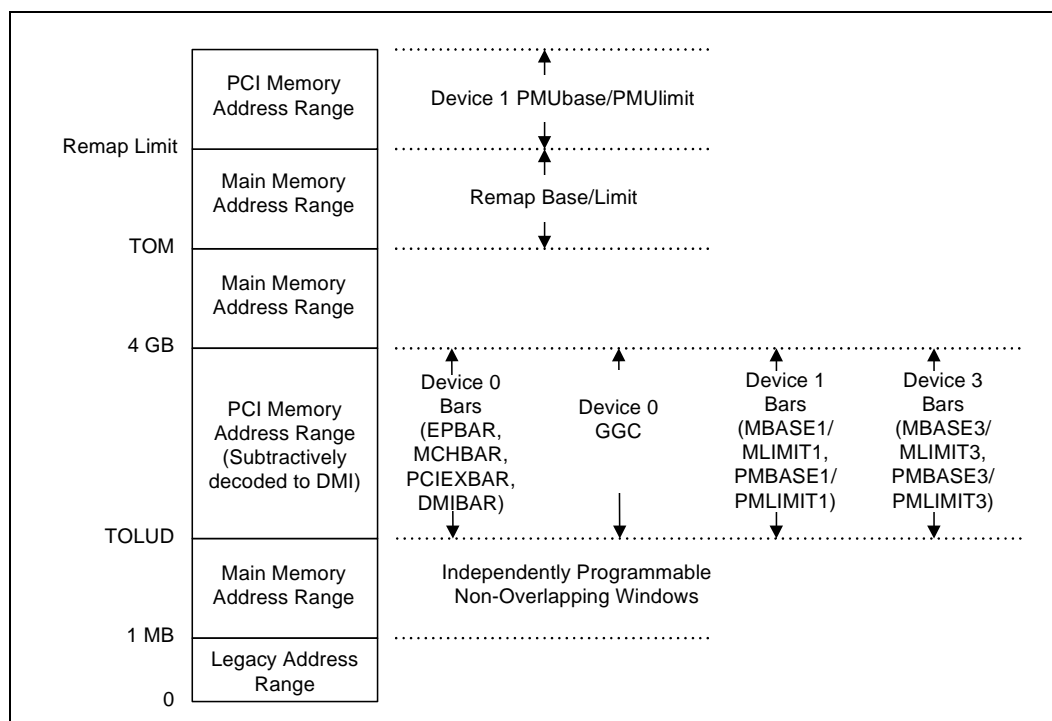 PCI Memory
Address Range
Device 1 PMUbase/PMUlimit
Remap Limit
Main Memory
Address Range
Remap Base/Limit
TOM
Main Memory
Address Range
4 GB
PCI Memory
Address Range
(Subtractively
decoded to DMI)
Device 0
Bars
(EPBAR,
MCHBAR,
PCIEXBAR,
DMIBAR)
Device 0
GGC
Device 1
Bars
(MBASE1/
MLIMIT1,
PMBASE1/
PMLIMIT1)
Device 3
Bars
(MBASE3/
MLIMIT3,
PMBASE3/
PMLIMIT3)
TOLUD
Main Memory
Address Range
Independently Programmable
Non-Overlapping Windows
1 MB
Legacy Address
Range
0